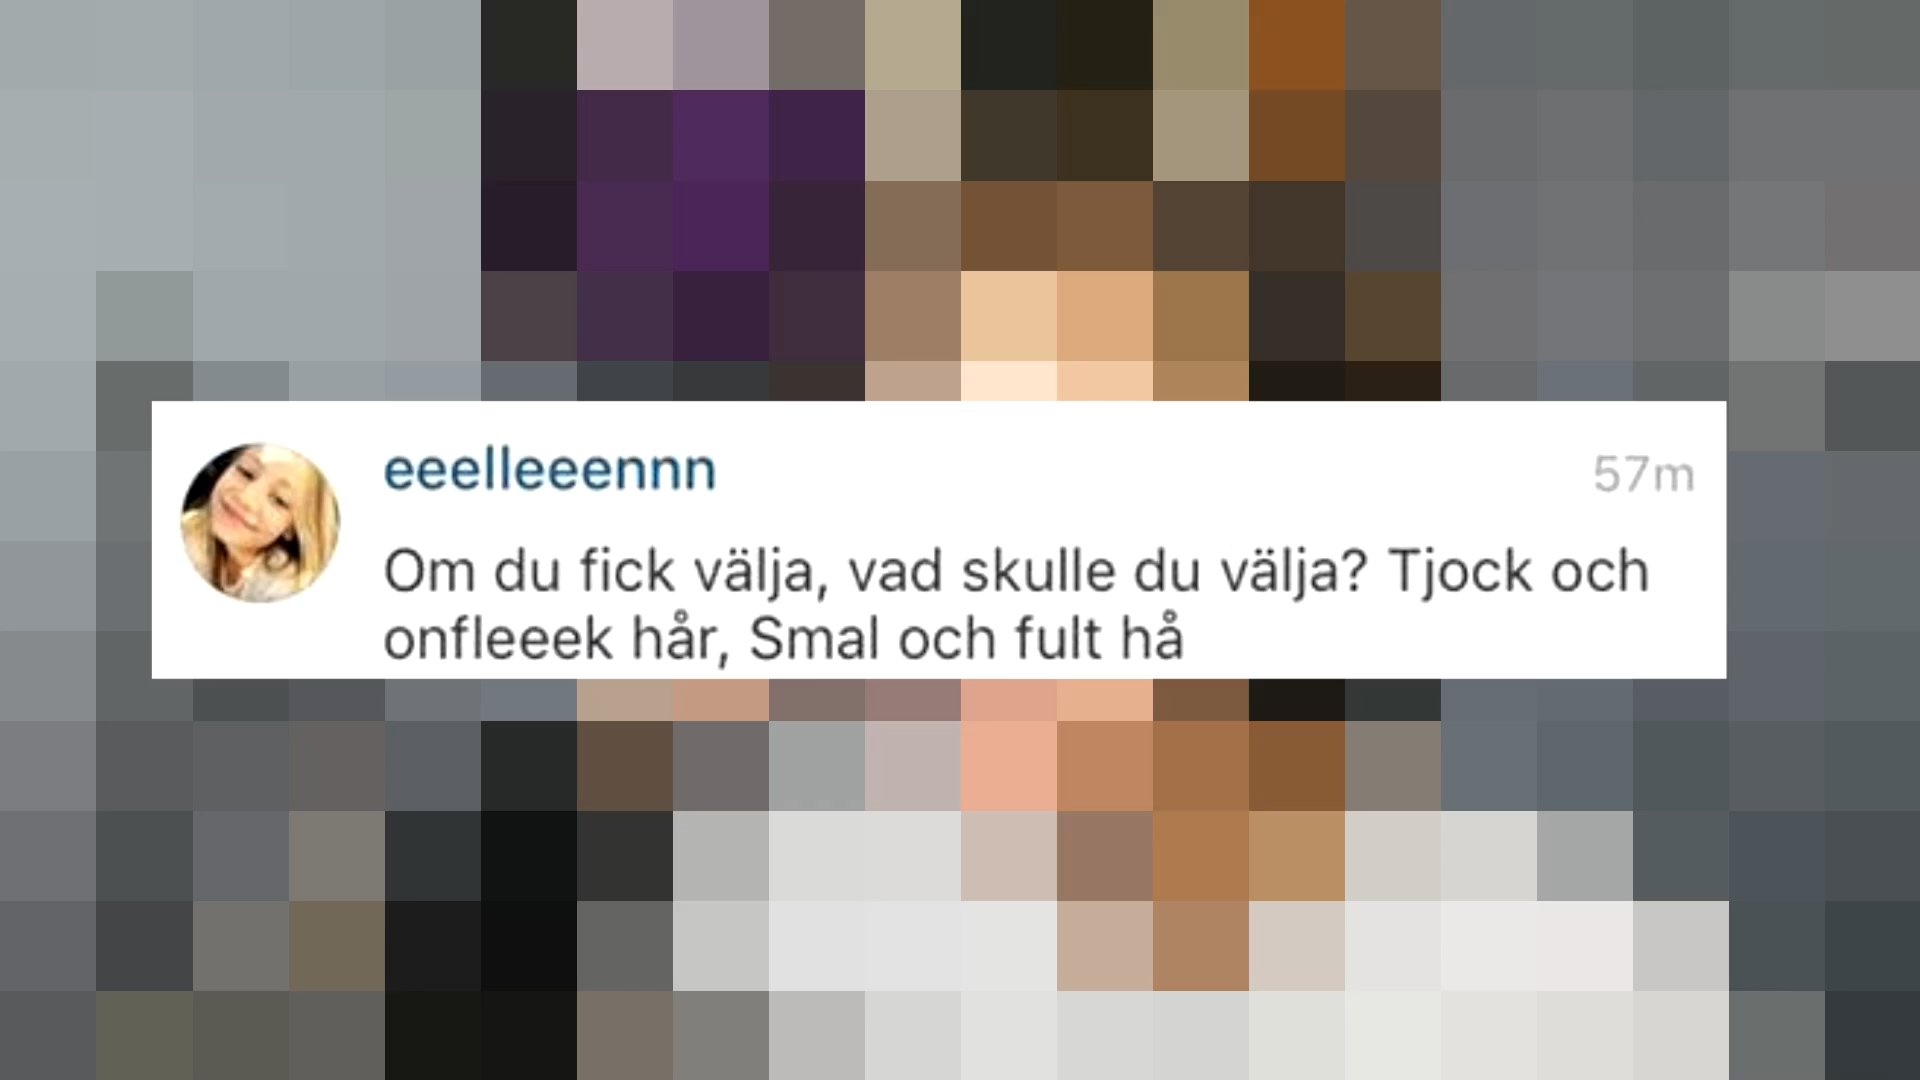 eeelleeennn
57m
Om du fick välja, vad skulle du välja? Tjock och
onfleeek hår, Smal och fult hå